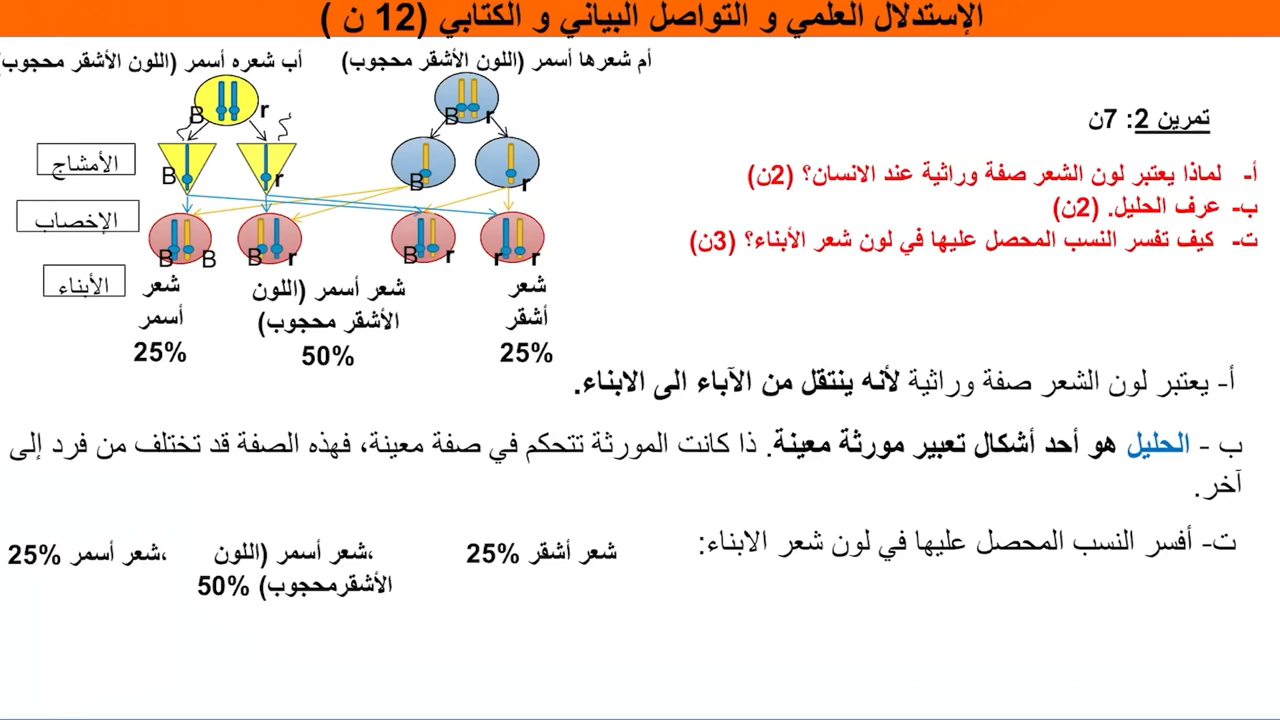 الإستدلال العلمي و التواصل البياني و الكتابي (12 ن )
أم شعرها أسمر (اللون الأشقر محجوب)
أب شعره أسمر (اللون الأشقر محجوب)
B r
B r
تمرين 2: 7ن
أ- لماذا يعتبر لون الشعر صفة وراثية عند الانسان؟ (2ن)
ب- عرف الحليل. (2ن)
ت- كيف تفسر النسب المحصل عليها في لون شعر الأبناء؟ (3ن)
الأمشاج
B r B r
الإخصاب
B B B r B r r r
الأبناء
شعر أسمر 25%
شعر أسمر (اللون الأشقر محجوب) 50%
شعر أشقر 25%
أ- يعتبر لون الشعر صفة وراثية لأنه ينتقل من الآباء الى الابناء.
ب - الحليل هو أحد أشكال تعبير مورثة معينة. ذا كانت المورثة تتحكم في صفة معينة، فهذه الصفة قد تختلف من فرد إلى
آخر.
ت- أفسر النسب المحصل عليها في لون شعر الابناء:
شعر أشقر 25%
،شعر أسمر (اللون
الأشقرمحجوب) 50%
،شعر أسمر 25%